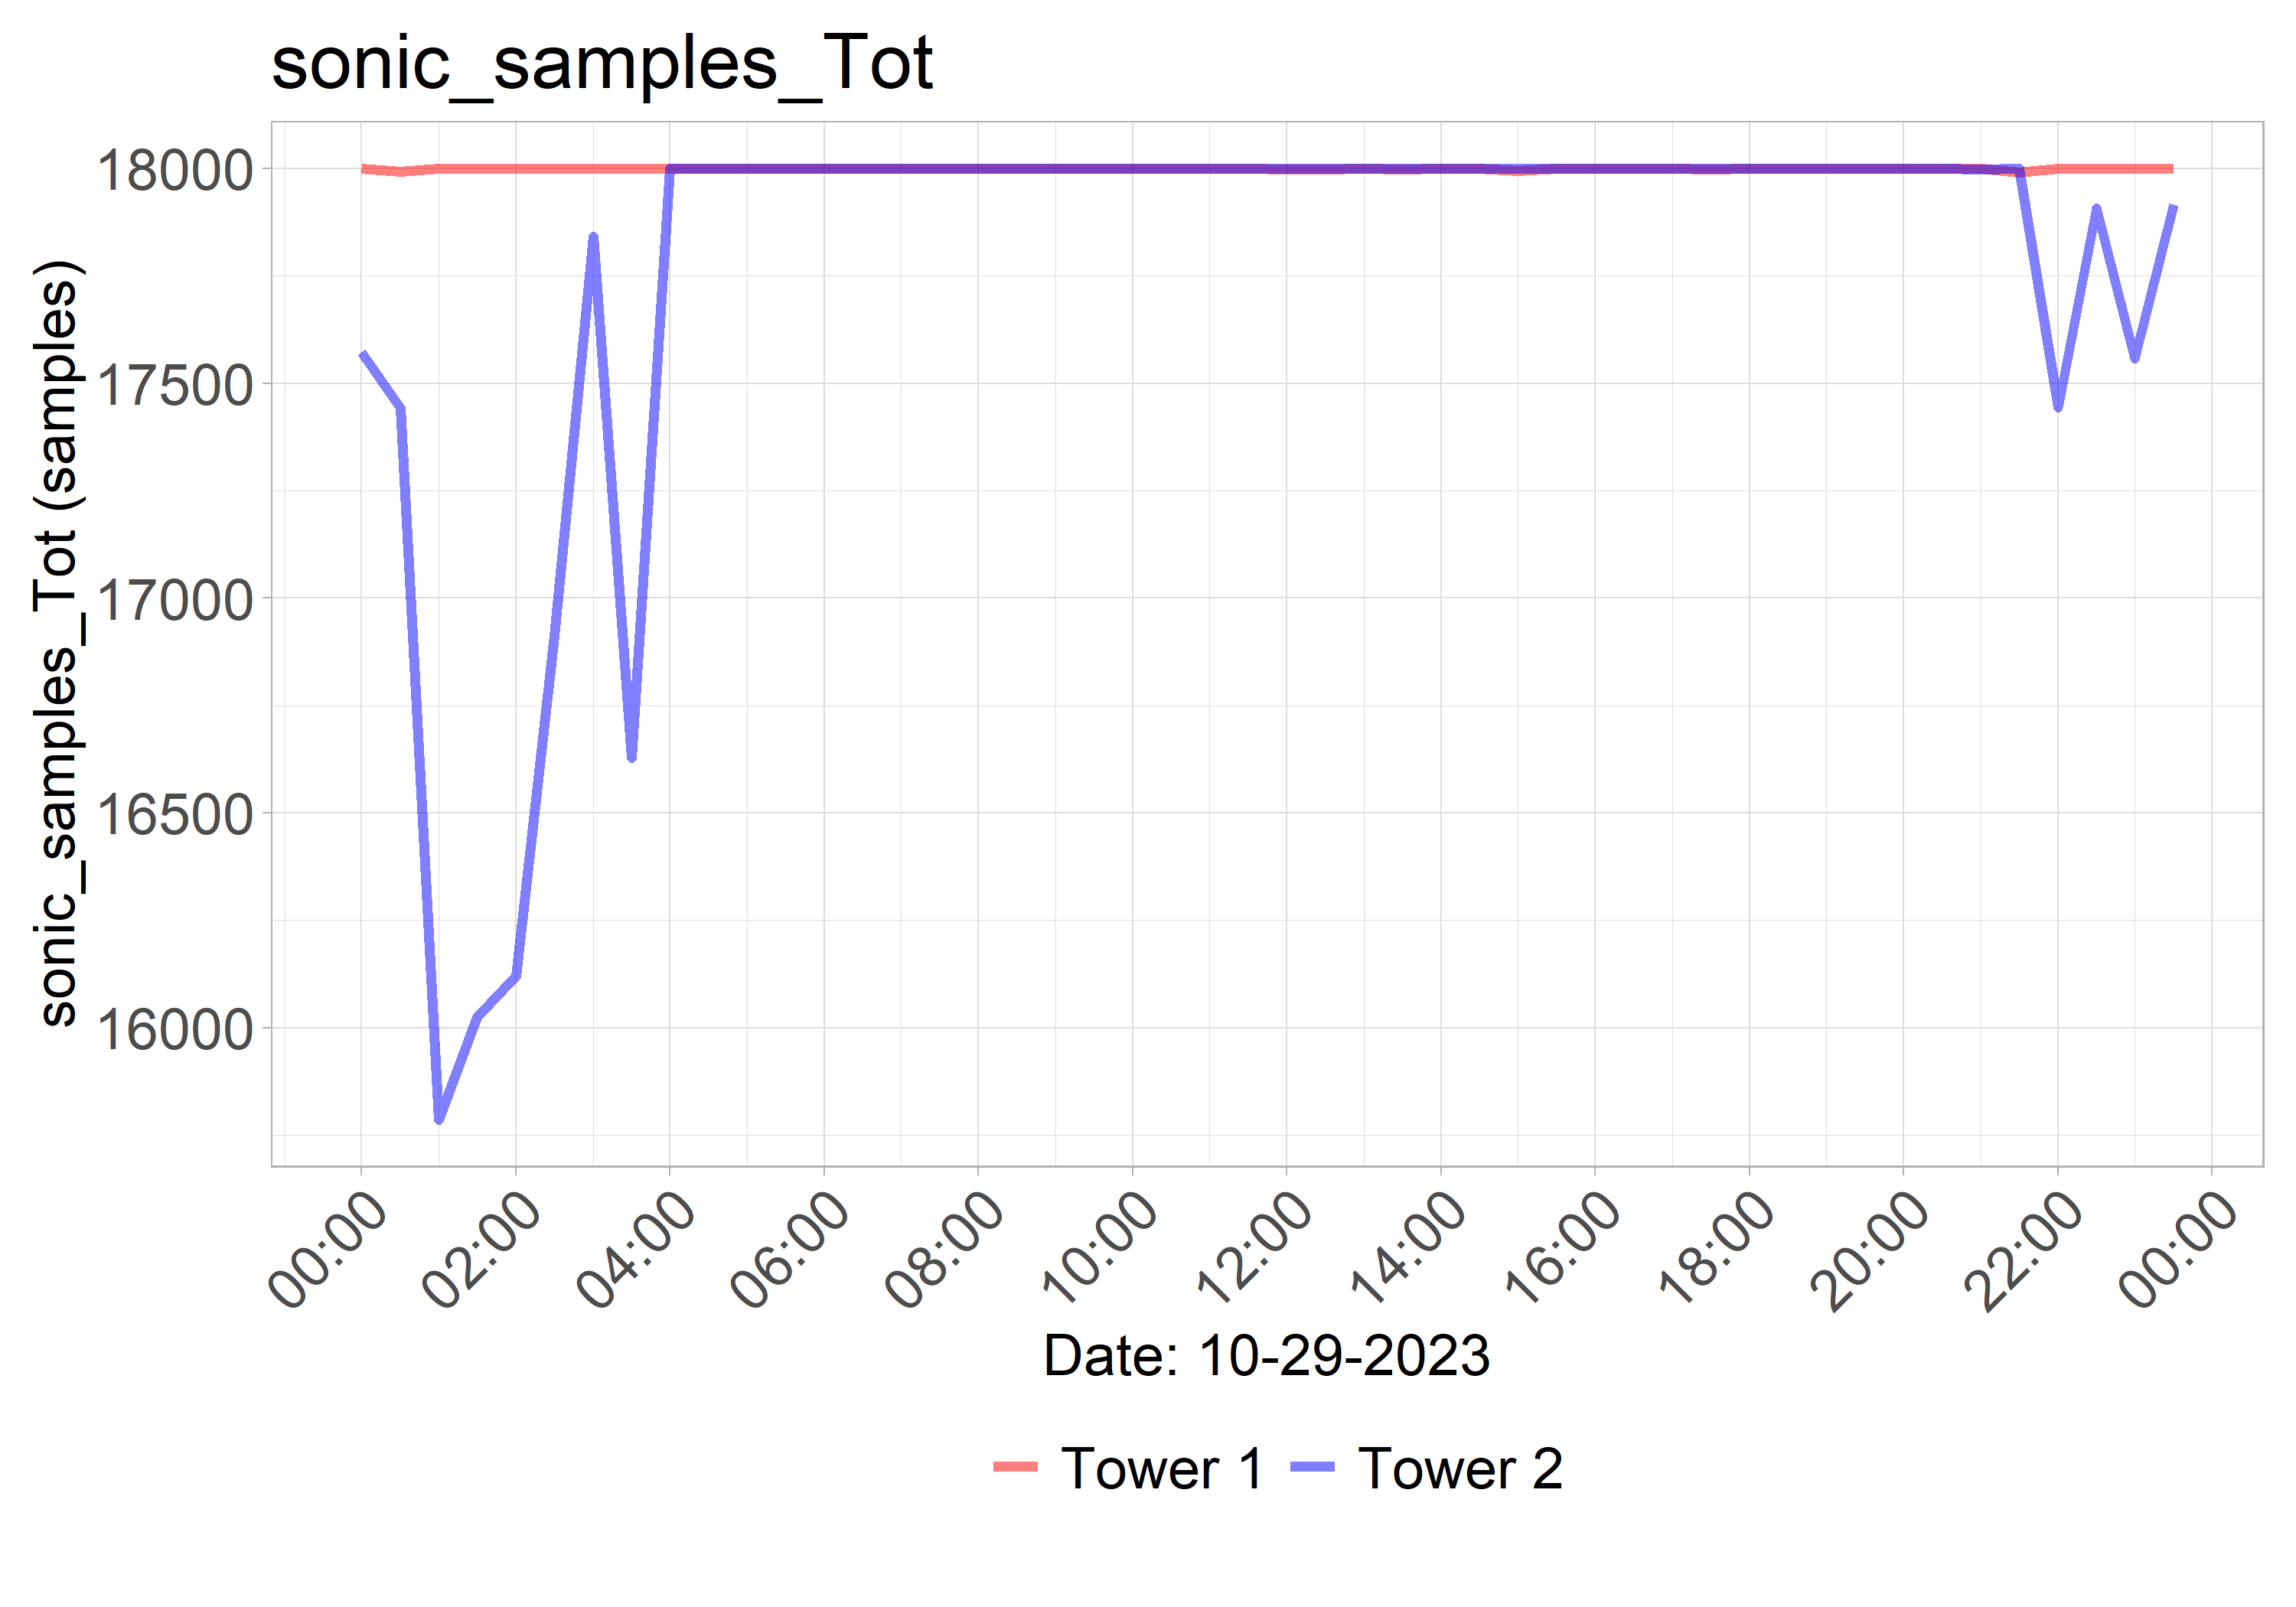 sonic_samples_Tot
sonic_samples_Tot (samples)
18000
17500
17000
16500
16000
00:00 02:00 04:00 06:00 08:00 10:00 12:00 14:00 16:00 18:00 20:00 22:00 00:00
Date: 10-29-2023
Tower 1 Tower 2